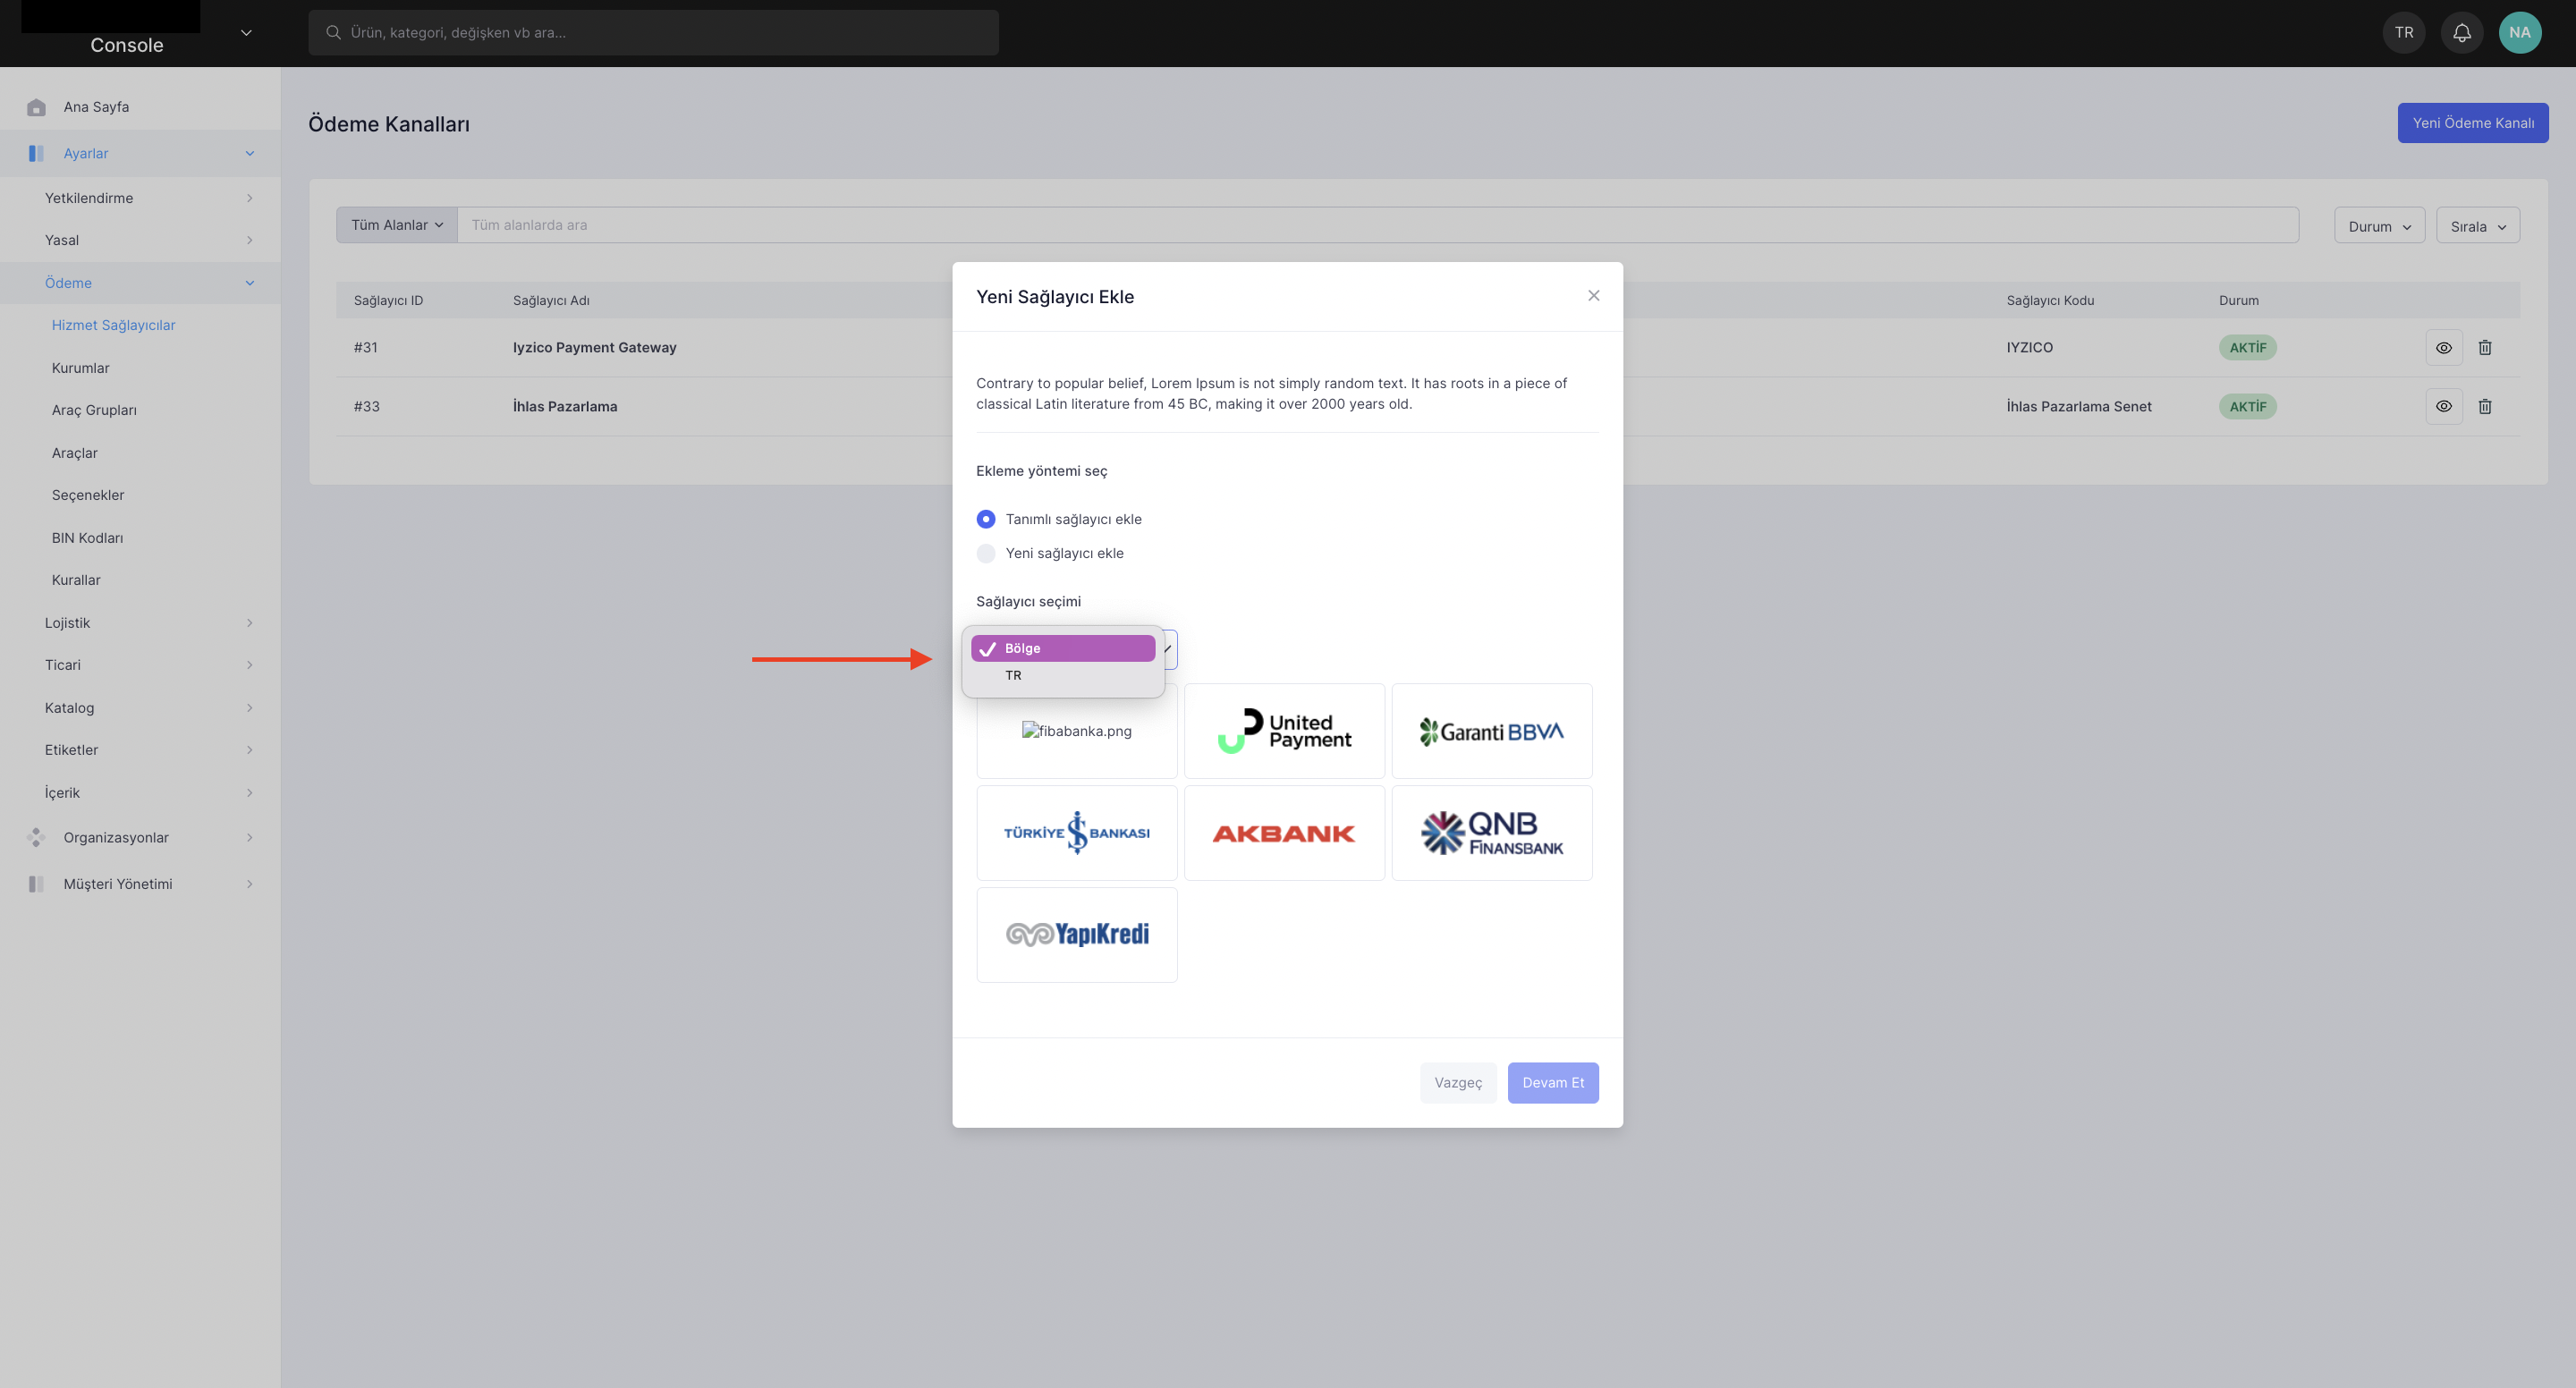 Console
Ürün, kategori, değişken vb ara...
TR
NA
Ana Sayfa
Ayarlar
Yetkilendirme
Yasal
Ödeme
Hizmet Sağlayıcılar
Kurumlar
Araç Grupları
Araçlar
Seçenekler
BIN Kodları
Kurallar
Lojistik
Ticari
Katalog
Etiketler
İçerik
Organizasyonlar
Müşteri Yönetimi
Ödeme Kanalları
Yeni Ödeme Kanalı
Tüm Alanlar
Tüm alanlarda ara
Durum
Sırala
Sağlayıcı ID
Sağlayıcı Adı
Sağlayıcı Kodu
Durum
#31
Iyzico Payment Gateway
IYZICO
AKTİF
#33
İhlas Pazarlama
İhlas Pazarlama Senet
AKTİF
Yeni Sağlayıcı Ekle
Contrary to popular belief, Lorem Ipsum is not simply random text. It has roots in a piece of
classical Latin literature from 45 BC, making it over 2000 years old.
Ekleme yöntemi seç
Tanımlı sağlayıcı ekle
Yeni sağlayıcı ekle
Sağlayıcı seçimi
Bölge
TR
fibabanka.png
United
Payment
Garanti BBVA
TÜRKİYE İŞ BANKASI
AKBANK
QNB
FİNANSBANK
YapıKredi
Vazgeç
Devam Et